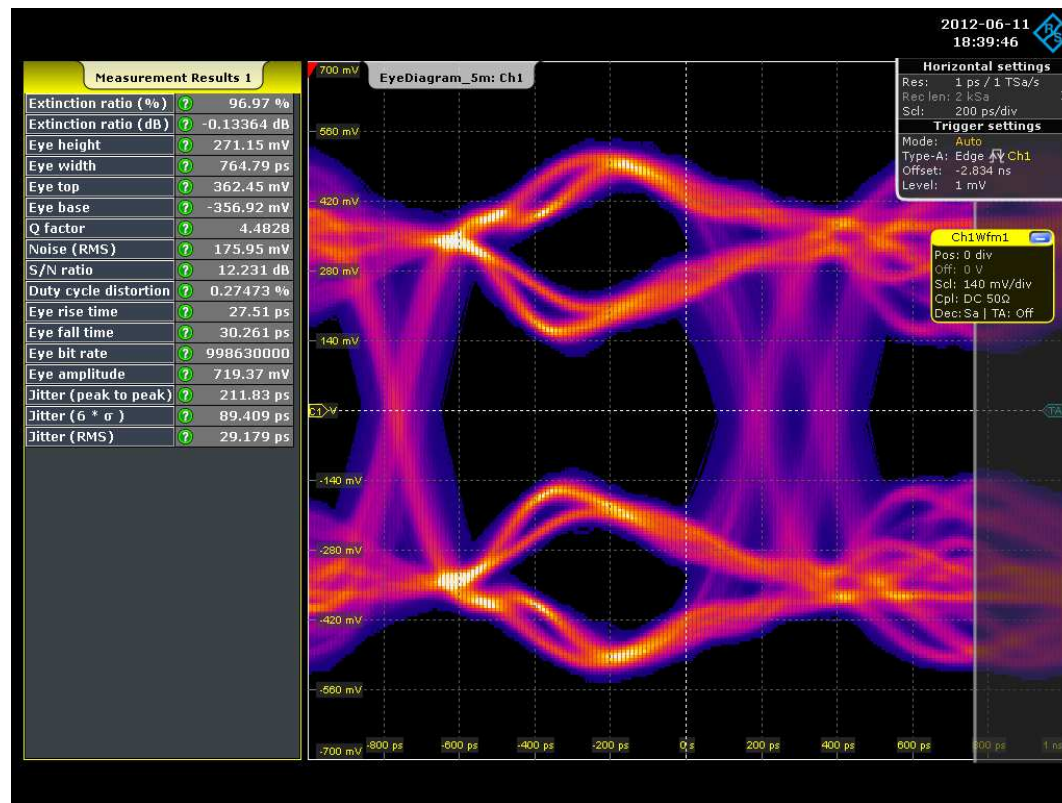 2012-06-11
18:39:46
Measurement Results 1
Extinction ratio (%) ? 96.97 %
Extinction ratio (dB) ? -0.13364 dB
Eye height ? 271.15 mV
Eye width ? 764.79 ps
Eye top ? 362.45 mV
Eye base ? -356.92 mV
Q factor ? 4.4828
Noise (RMS) ? 175.95 mV
S/N ratio ? 12.231 dB
Duty cycle distortion ? 0.27473 %
Eye rise time ? 27.51 ps
Eye fall time ? 30.261 ps
Eye bit rate ? 998630000
Eye amplitude ? 719.37 mV
Jitter (peak to peak) ? 211.83 ps
Jitter (6 * σ ) ? 89.409 ps
Jitter (RMS) ? 29.179 ps
EyeDiagram_5m: Ch1
700 mV
560 mV
420 mV
280 mV
140 mV
C1
-140 mV
-280 mV
-420 mV
-560 mV
-700 mV
-800 ps -600 ps -400 ps -200 ps 0 s 200 ps 400 ps 600 ps 800 ps 1 ns
Horizontal settings
Res: 1 ps / 1 TSa/s
Rec len: 2 kSa
Scl: 200 ps/div
Trigger settings
Mode: Auto
Type-A: Edge Ch1
Offset: -2.834 ns
Level: 1 mV
Ch1Wfm1
Pos: 0 div
Off: 0 V
Scl: 140 mV/div
Cpl: DC 50Ω
Dec: Sa | TA: Off
TA
R&S